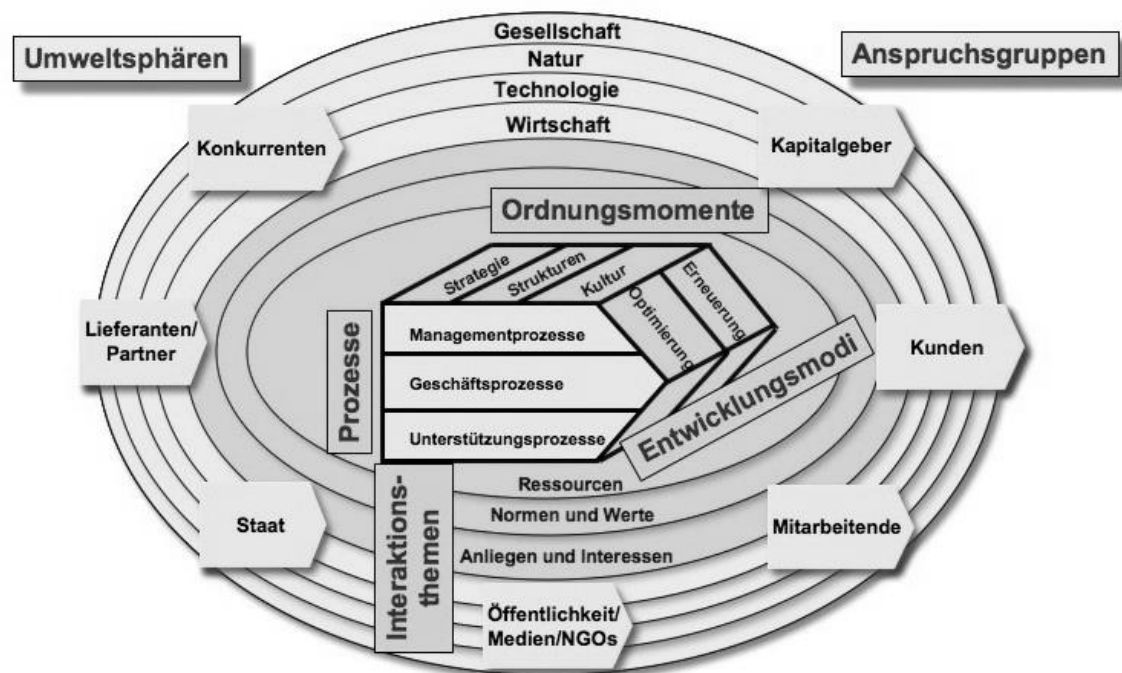 Gesellschaft
Umweltsphären
Anspruchsgruppen
Natur
Technologie
Wirtschaft
Konkurrenten
Kapitalgeber
Ordnungsmomente
Strategie
Strukturen
Kultur
Optimierung
Erneuerung
Prozesse
Managementprozesse
Geschäftsprozesse
Unterstützungsprozesse
Entwicklungsmodi
Lieferanten/
Partner
Kunden
Interaktions-
themen
Ressourcen
Normen und Werte
Anliegen und Interessen
Staat
Mitarbeitende
Öffentlichkeit/
Medien/NGOs